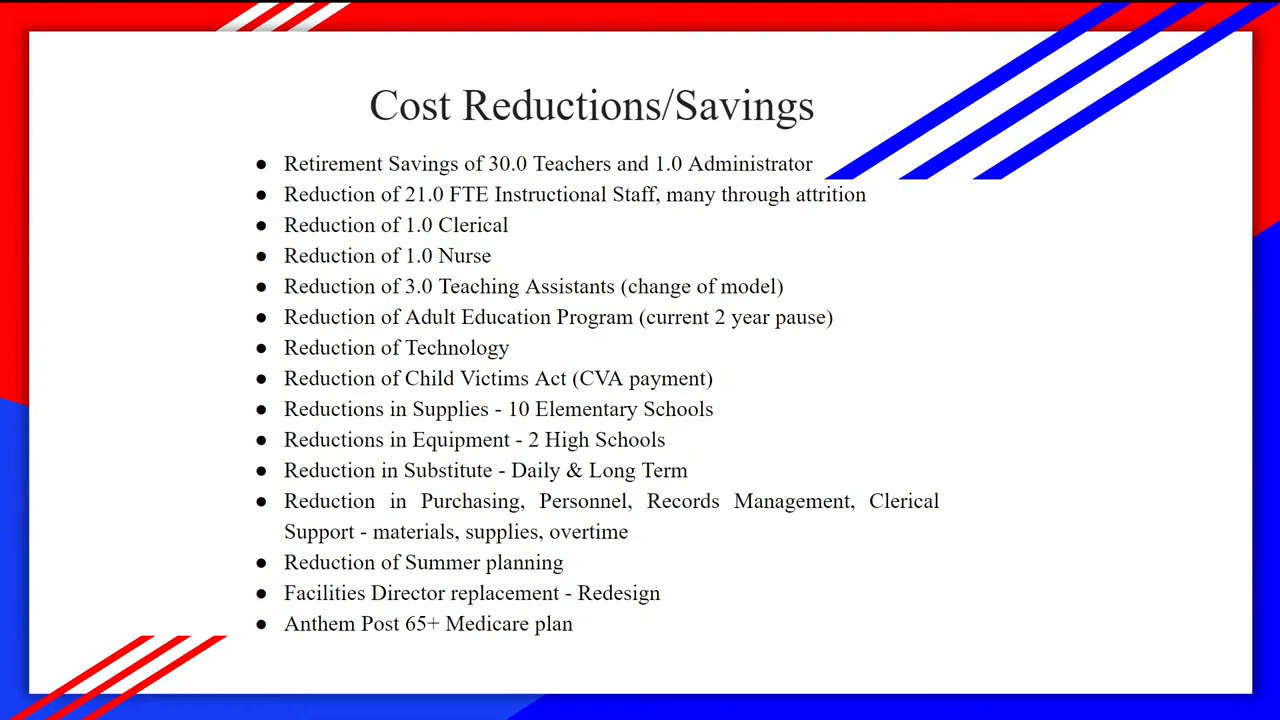 Cost Reductions/Savings
● Retirement Savings of 30.0 Teachers and 1.0 Administrator
● Reduction of 21.0 FTE Instructional Staff, many through attrition
● Reduction of 1.0 Clerical
● Reduction of 1.0 Nurse
● Reduction of 3.0 Teaching Assistants (change of model)
● Reduction of Adult Education Program (current 2 year pause)
● Reduction of Technology
● Reduction of Child Victims Act (CVA payment)
● Reductions in Supplies - 10 Elementary Schools
● Reductions in Equipment - 2 High Schools
● Reduction in Substitute - Daily & Long Term
● Reduction in Purchasing, Personnel, Records Management, Clerical
Support - materials, supplies, overtime
● Reduction of Summer planning
● Facilities Director replacement - Redesign
● Anthem Post 65+ Medicare plan